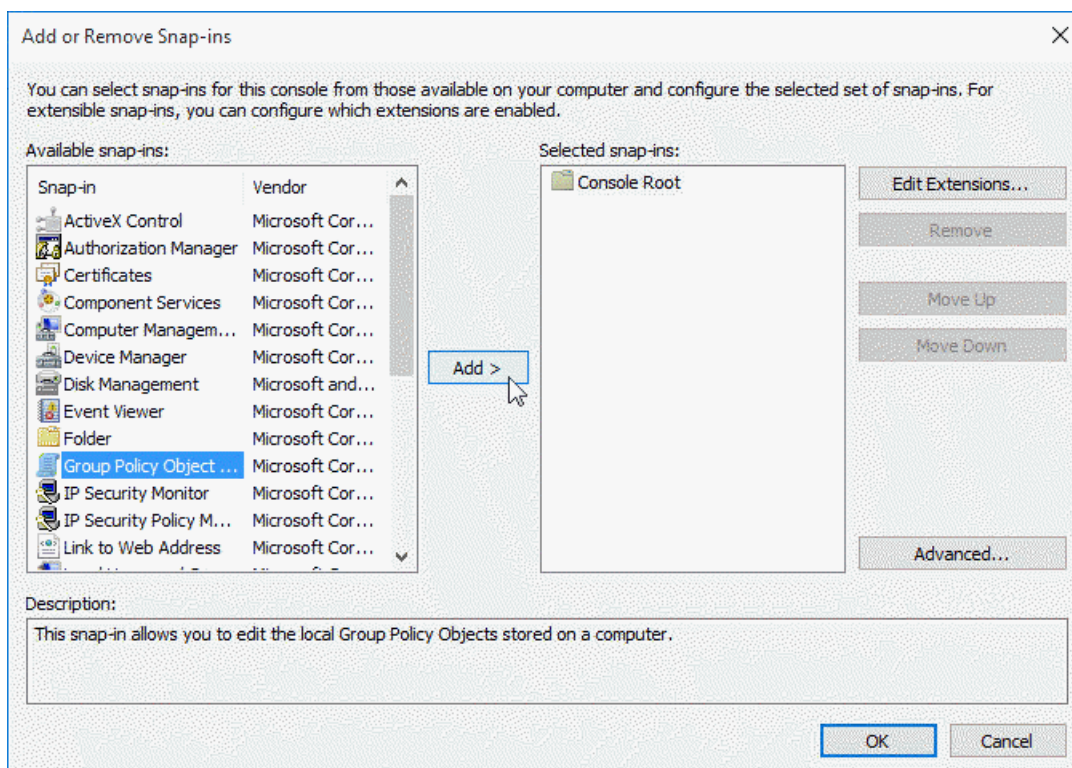 Add or Remove Snap-ins
You can select snap-ins for this console from those available on your computer and configure the selected set of snap-ins. For
extensible snap-ins, you can configure which extensions are enabled.
Available snap-ins:
Selected snap-ins:
Snap-in Vendor
ActiveX Control Microsoft Cor...
Authorization Manager Microsoft Cor...
Certificates Microsoft Cor...
Component Services Microsoft Cor...
Computer Managem... Microsoft Cor...
Device Manager Microsoft Cor...
Disk Management Microsoft and...
Event Viewer Microsoft Cor...
Folder Microsoft Cor...
Group Policy Object ... Microsoft Cor...
IP Security Monitor Microsoft Cor...
IP Security Policy M... Microsoft Cor...
Link to Web Address Microsoft Cor...
Add >
Console Root
Edit Extensions...
Remove
Move Up
Move Down
Advanced...
Description:
This snap-in allows you to edit the local Group Policy Objects stored on a computer.
OK
Cancel